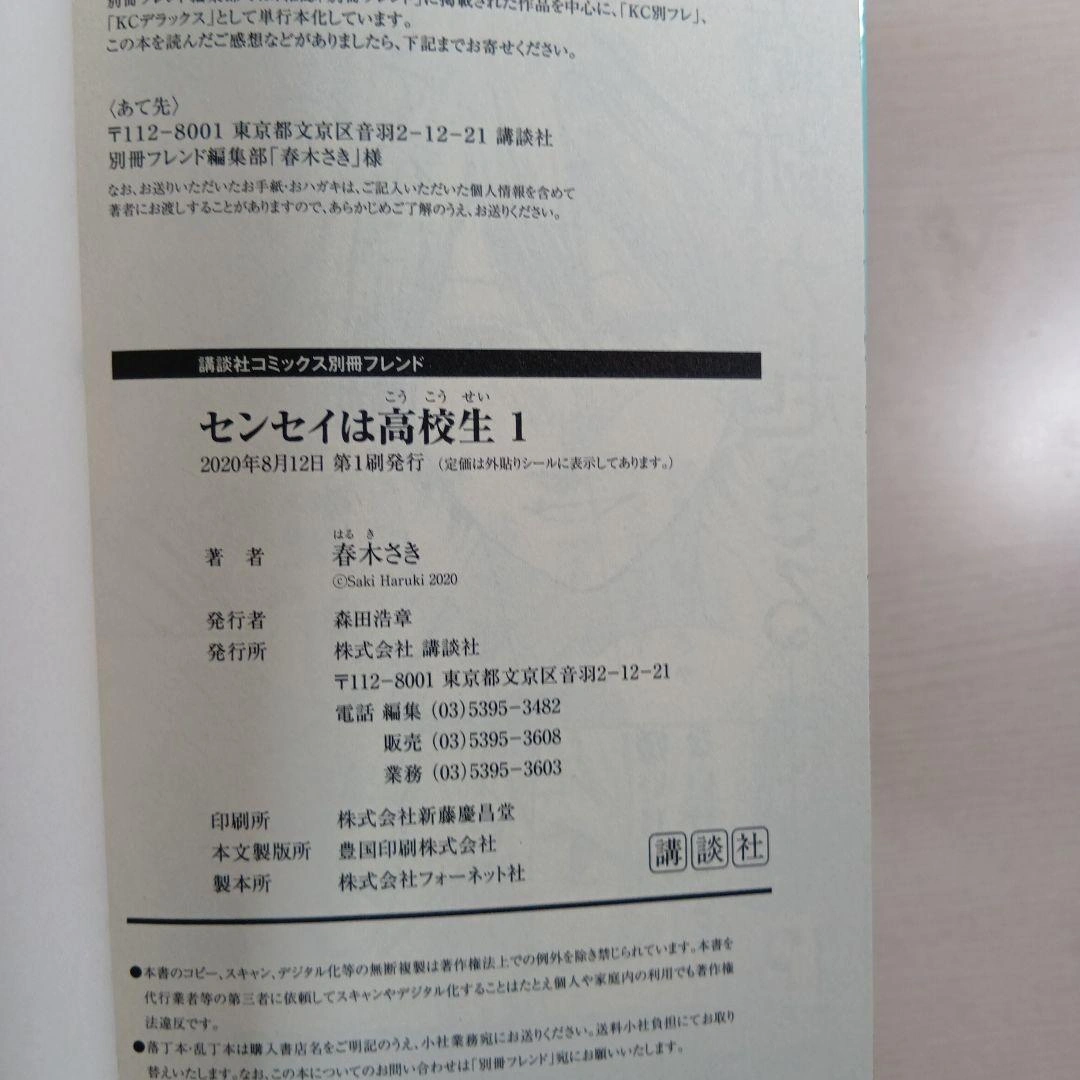 「KCデラックス」として単行本化しています。
この本を読んだご感想などがありましたら、下記までお寄せください。
〈あて先〉
〒112-8001 東京都文京区音羽2-12-21 講談社
別冊フレンド編集部「春木さき」様
なお、お送りいただいたお手紙・おハガキは、ご記入いただいた個人情報を含めて
著者にお渡しすることがありますので、あらかじめご了解のうえ、お送りください。
講談社コミックス別冊フレンド
こう こう せい
センセイは高校生 1
2020年8月12日 第1刷発行 (定価は外貼りシールに表示してあります。)
はる き
著 者 春木さき
©Saki Haruki 2020
発行者 森田浩章
発行所 株式会社 講談社
〒112-8001 東京都文京区音羽2-12-21
電話 編集 (03)5395-3482
販売 (03)5395-3608
業務 (03)5395-3603
印刷所 株式会社新藤慶昌堂
本文製版所 豊国印刷株式会社
製本所 株式会社フォーネット社
講談社
●本書のコピー、スキャン、デジタル化等の無断複製は著作権法上での例外を除き禁じられています。本書を
代行業者等の第三者に依頼してスキャンやデジタル化することはたとえ個人や家庭内の利用でも著作権
法違反です。
●落丁本・乱丁本は購入書店名をご明記のうえ、小社業務宛にお送りください。送料小社負担にてお取り
替えいたします。なお、この本についてのお問い合わせは「別冊フレンド」宛にお願いいたします。